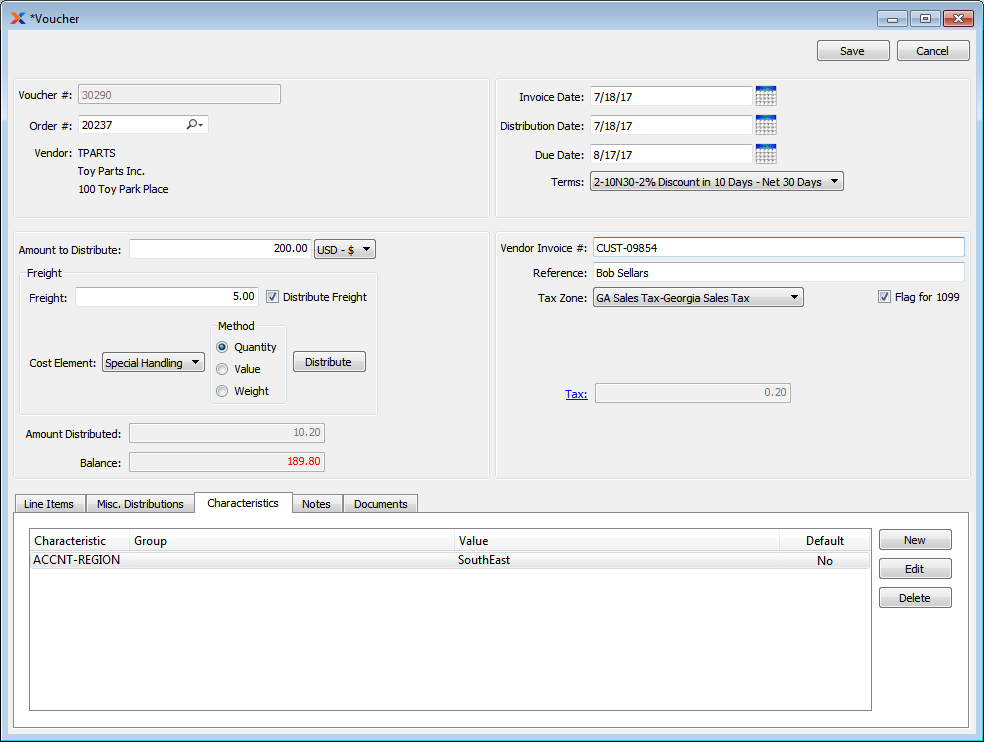 *Voucher
Save
Cancel
Voucher #: 30290
Order #: 20237
Vendor: TPARTS
Toy Parts Inc.
100 Toy Park Place
Invoice Date: 7/18/17
Distribution Date: 7/18/17
Due Date: 8/17/17
Terms: 2-10N30-2% Discount in 10 Days - Net 30 Days
Amount to Distribute: 200.00 USD - $
Freight
Freight: 5.00 Distribute Freight
Method
Quantity
Cost Element: Special Handling
Value
Distribute
Weight
Amount Distributed: 10.20
Balance: 189.80
Vendor Invoice #: CUST-09854
Reference: Bob Sellars
Tax Zone: GA Sales Tax-Georgia Sales Tax
Flag for 1099
Tax: 0.20
Line Items
Misc. Distributions
Characteristics
Notes
Documents
Characteristic Group Value Default
ACCNT-REGION SouthEast No
New
Edit
Delete